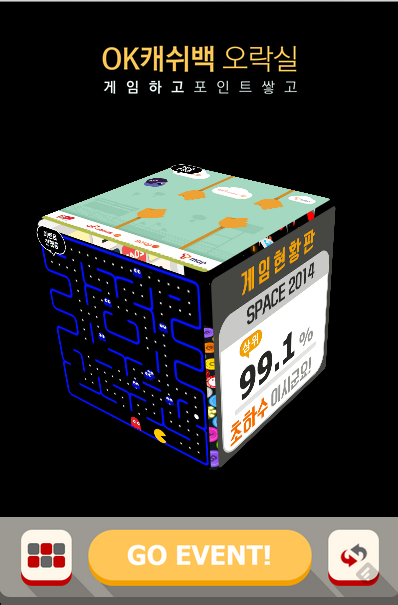 OK캐쉬백 오락실
게임하고 포인트 쌓고
게임현황판
SPACE 2014
상위
99.1 %
초하수 이시군요!
GO EVENT!